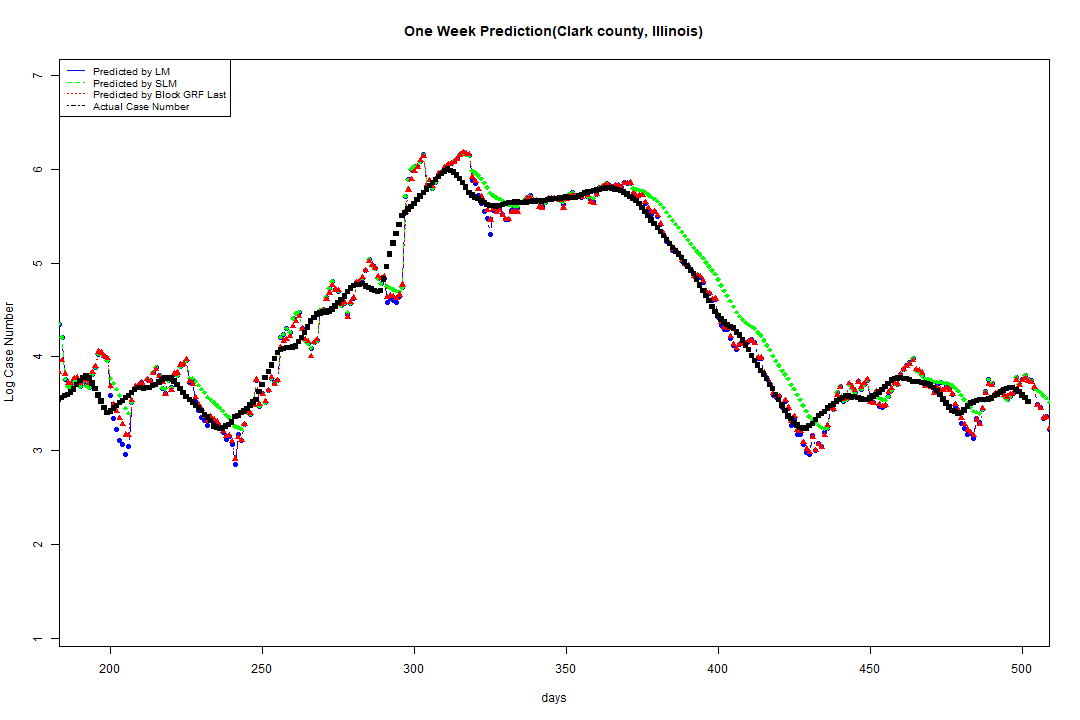 One Week Prediction(Clark county, Illinois)
Predicted by LM
Predicted by SLM
Predicted by Block GRF Last
Actual Case Number
7
6
5
4
3
2
1
Log Case Number
200 250 300 350 400 450 500
days